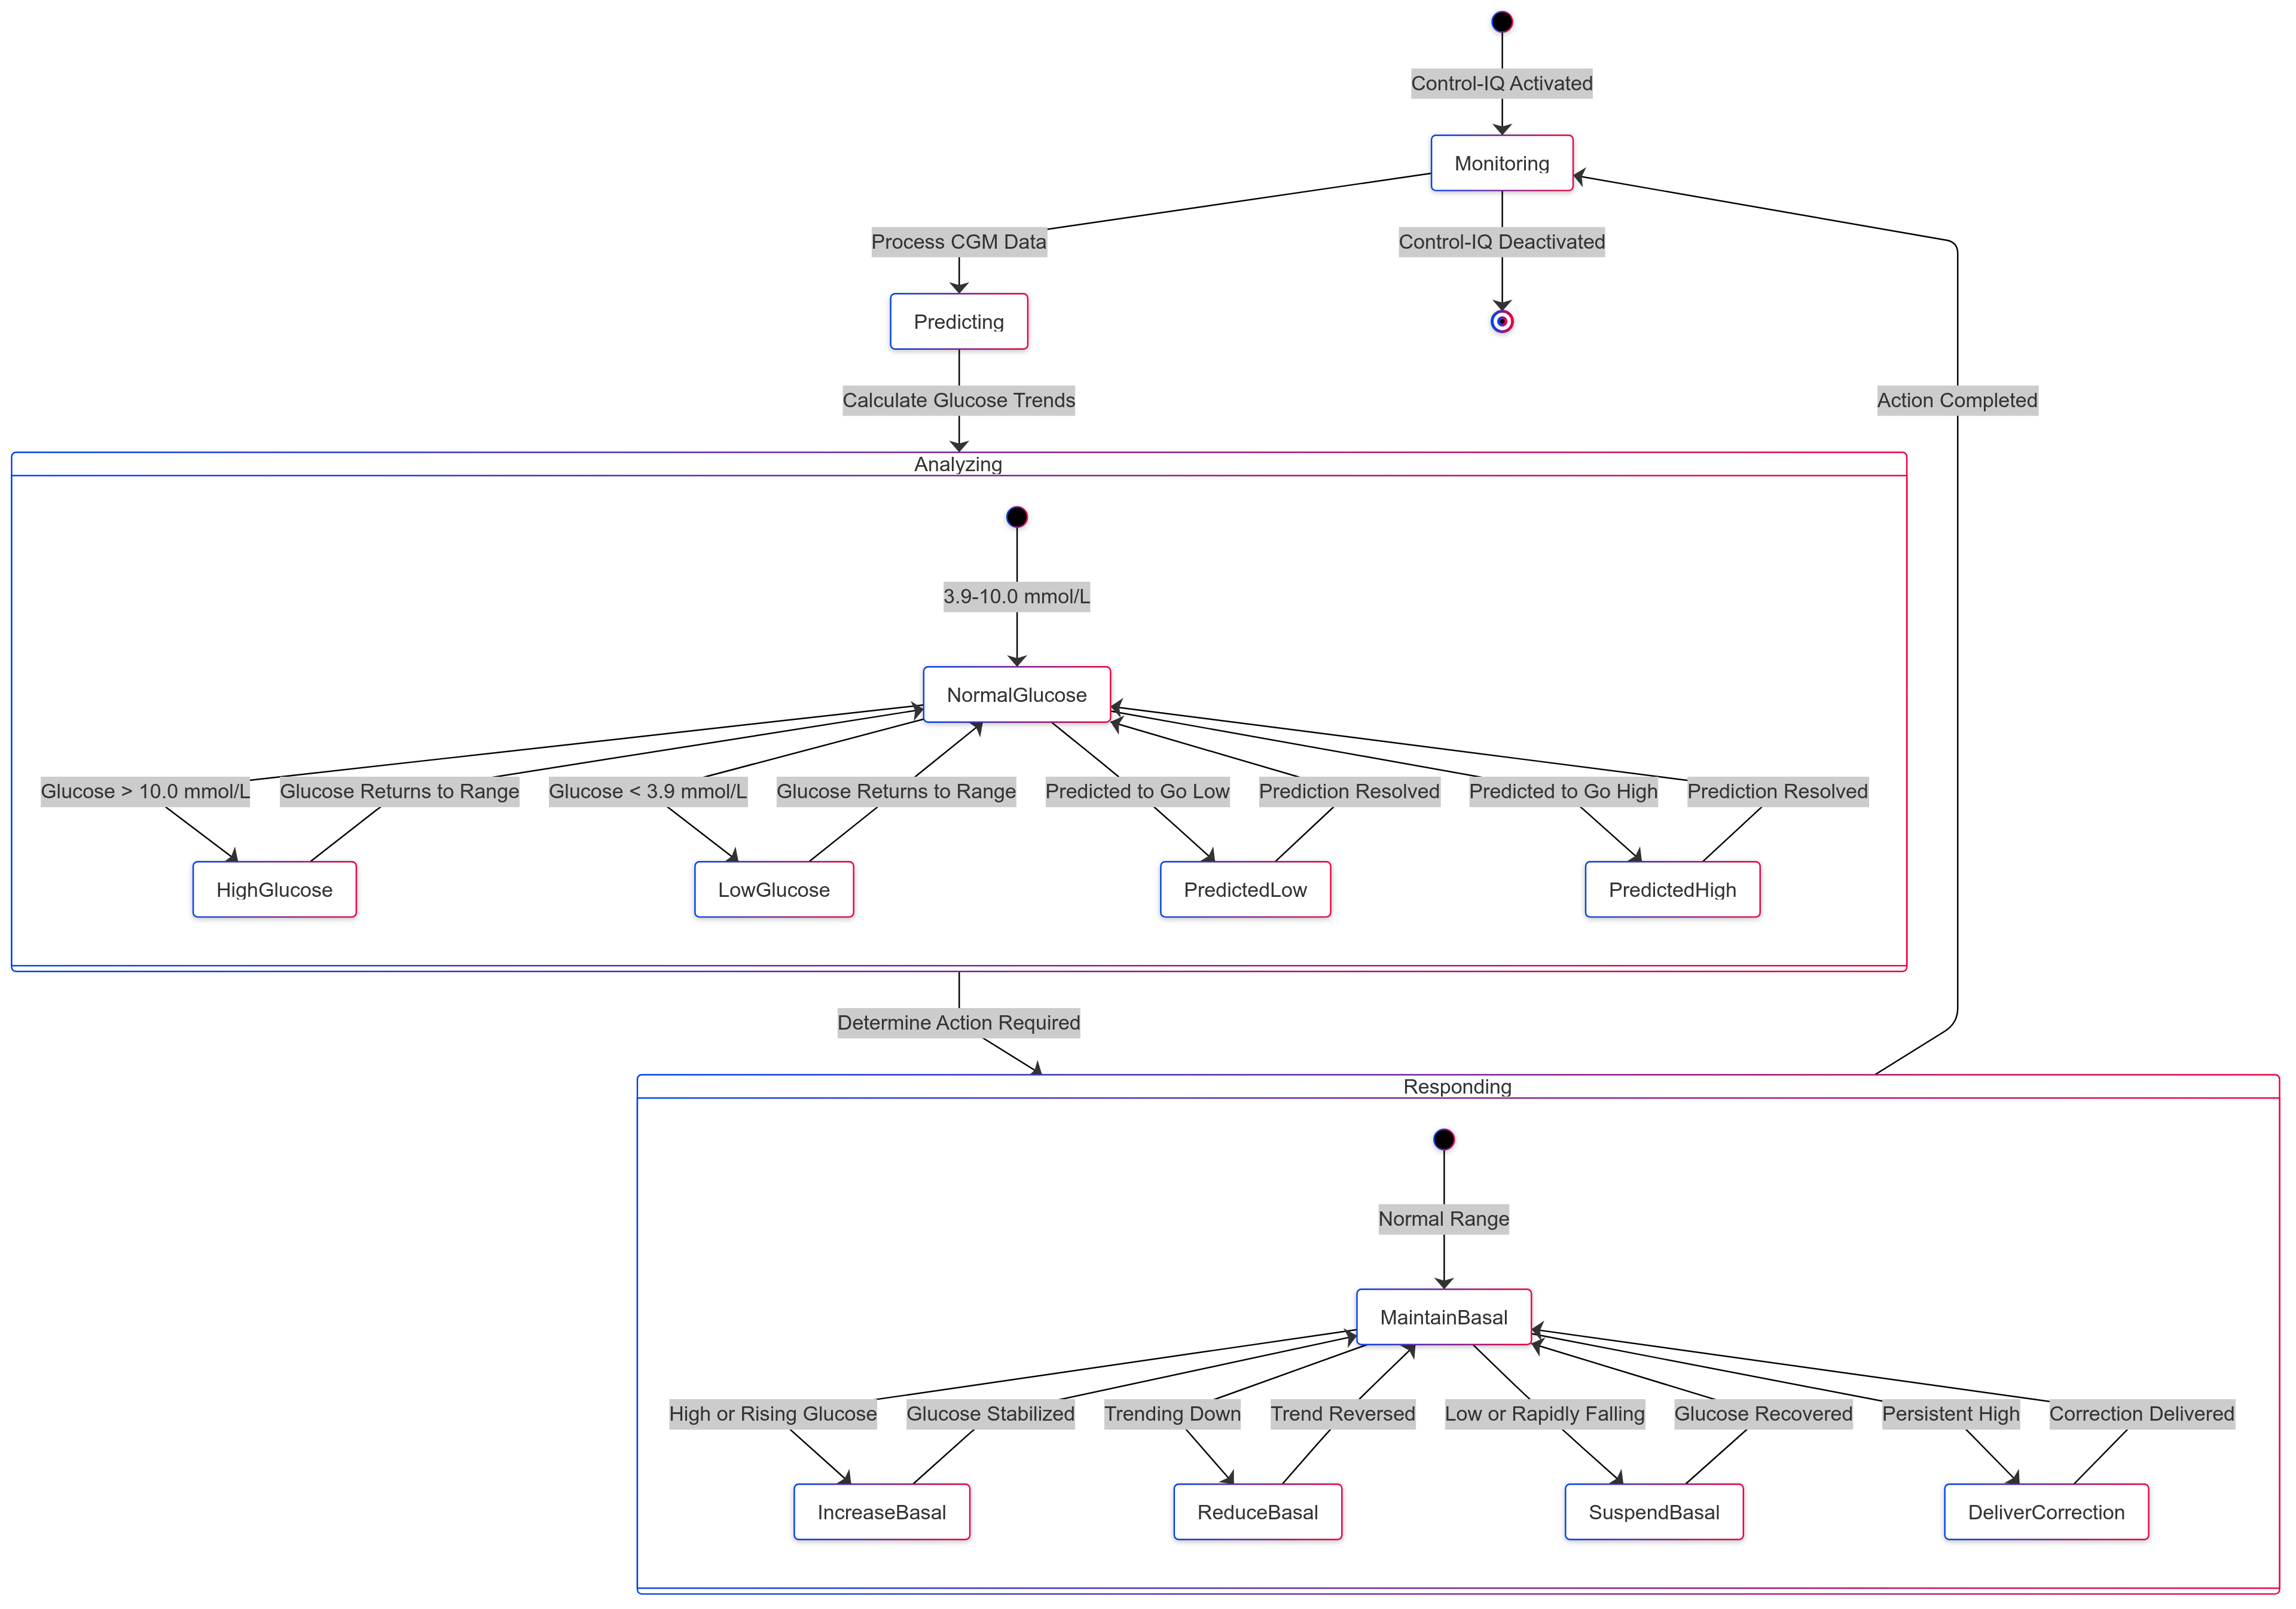 Control-IQ Activated
Monitoring
Process CGM Data
Control-IQ Deactivated
Predicting
Calculate Glucose Trends
Action Completed
Analyzing
3.9-10.0 mmol/L
NormalGlucose
Glucose > 10.0 mmol/L
Glucose Returns to Range
Glucose < 3.9 mmol/L
Glucose Returns to Range
Predicted to Go Low
Prediction Resolved
Predicted to Go High
Prediction Resolved
HighGlucose
LowGlucose
PredictedLow
PredictedHigh
Determine Action Required
Responding
Normal Range
MaintainBasal
High or Rising Glucose
Glucose Stabilized
Trending Down
Trend Reversed
Low or Rapidly Falling
Glucose Recovered
Persistent High
Correction Delivered
IncreaseBasal
ReduceBasal
SuspendBasal
DeliverCorrection